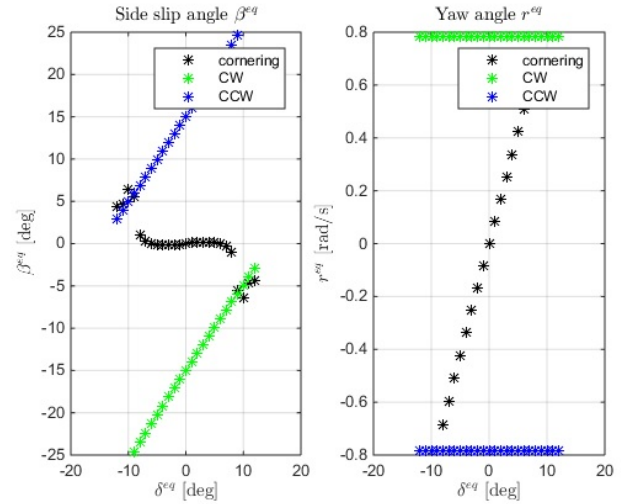 Side slip angle β^eq
25
20
15
10
5
0
-5
-10
-15
-20
-25
β^eq [deg]
cornering
CW
CCW
-20
-10
0
10
20
δ^eq [deg]
Yaw angle r^eq
0.8
0.6
0.4
0.2
0
-0.2
-0.4
-0.6
-0.8
r^eq [rad/s]
cornering
CW
CCW
-20
-10
0
10
20
δ^eq [deg]